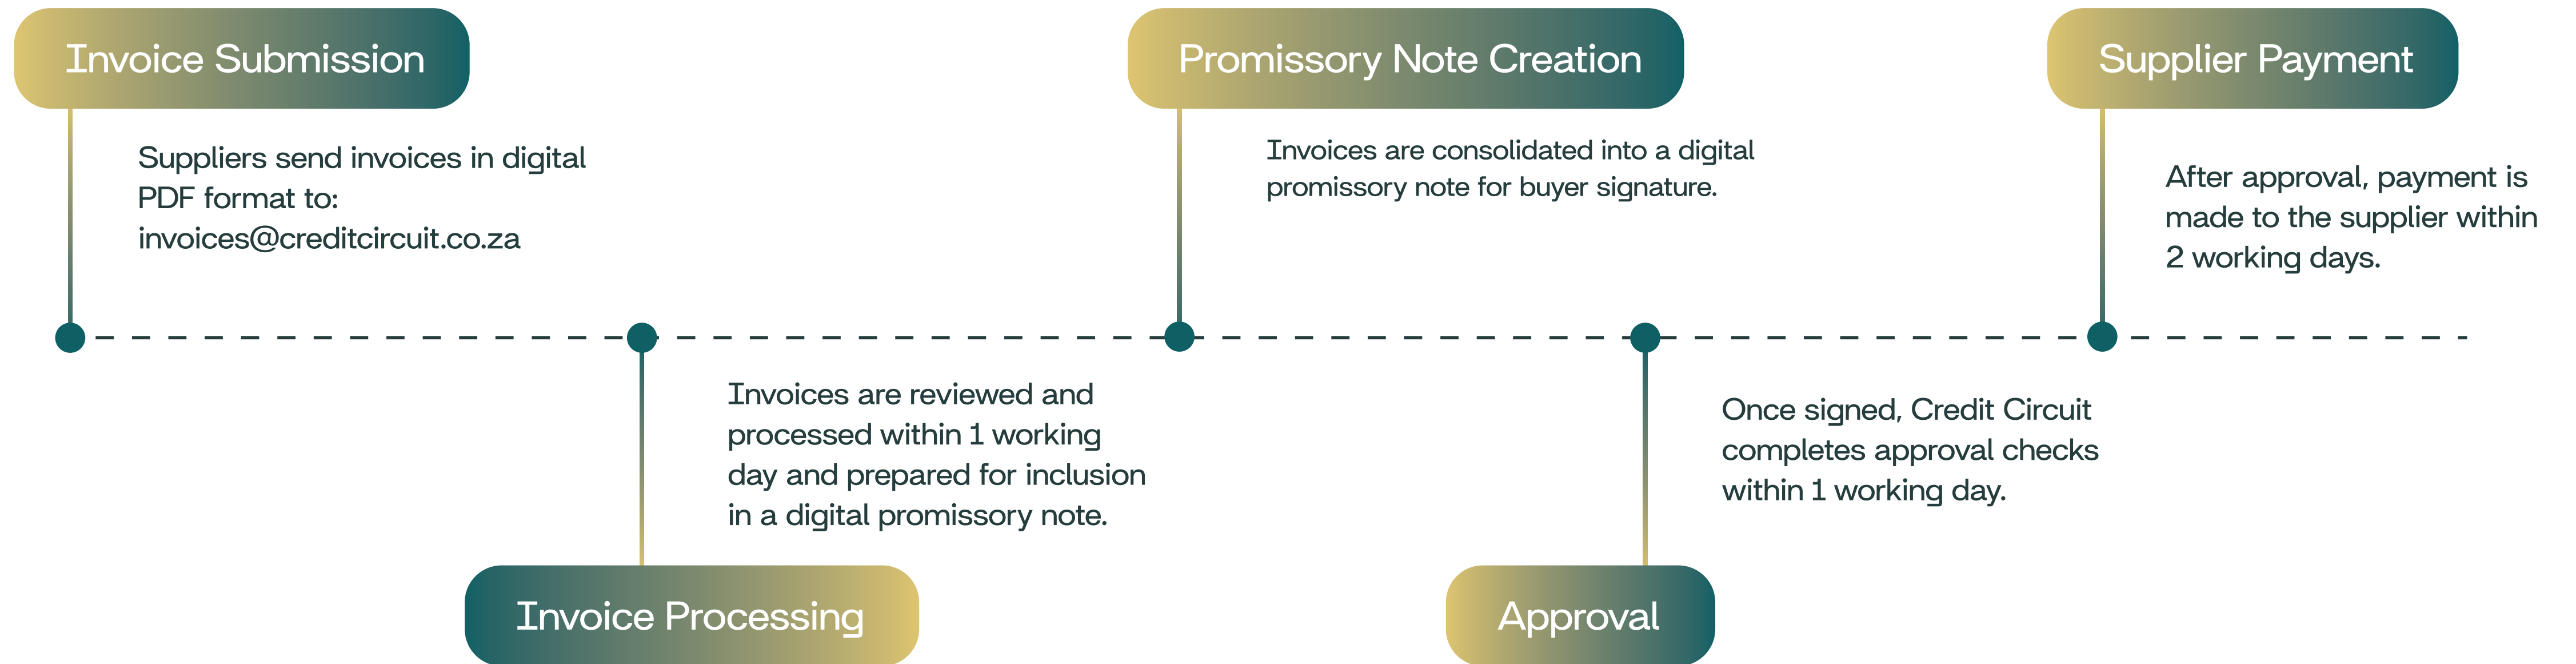 Invoice Submission
Suppliers send invoices in digital
PDF format to:
invoices@creditcircuit.co.za
Invoices are reviewed and
processed within 1 working
day and prepared for inclusion
in a digital promissory note.
Invoice Processing
Promissory Note Creation
Invoices are consolidated into a digital
promissory note for buyer signature.
Once signed, Credit Circuit
completes approval checks
within 1 working day.
Approval
Supplier Payment
After approval, payment is
made to the supplier within
2 working days.